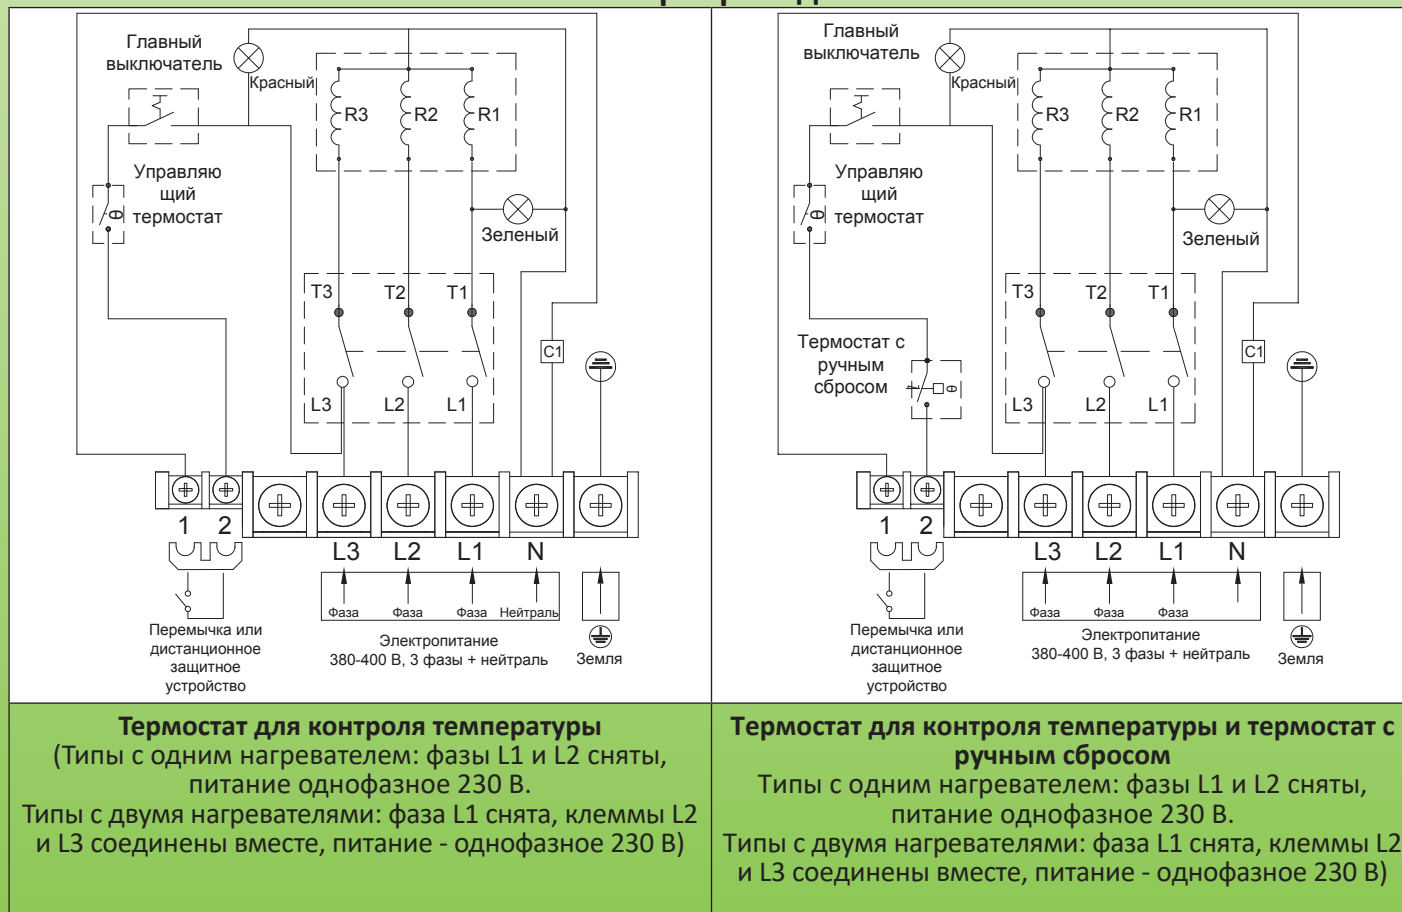 Главный
выключатель
Красный
R3 R2 R1
Управляю
щий
термостат
θ
Зеленый
T3 T2 T1
C1
L3 L2 L1
1 2
L3 L2 L1 N
Фаза Фаза Фаза Нейтраль
Перемычка или
дистанционное
защитное
устройство
Электропитание
380-400 В, 3 фазы + нейтраль
Земля
Термостат для контроля температуры
(Типы с одним нагревателем: фазы L1 и L2 сняты,
питание однофазное 230 В.
Типы с двумя нагревателями: фаза L1 снята, клеммы L2
и L3 соединены вместе, питание - однофазное 230 В)
Главный
выключатель
Красный
R3 R2 R1
Управляю
щий
термостат
θ
Зеленый
T3 T2 T1
Термостат с
ручным
сбросом
θ
C1
L3 L2 L1
1 2
L3 L2 L1 N
Фаза Фаза Фаза
Перемычка или
дистанционное
защитное
устройство
Электропитание
380-400 В, 3 фазы + нейтраль
Земля
Термостат для контроля температуры и термостат с
ручным сбросом
Типы с одним нагревателем: фазы L1 и L2 сняты,
питание однофазное 230 В.
Типы с двумя нагревателями: фаза L1 снята, клеммы L2
и L3 соединены вместе, питание - однофазное 230 В)